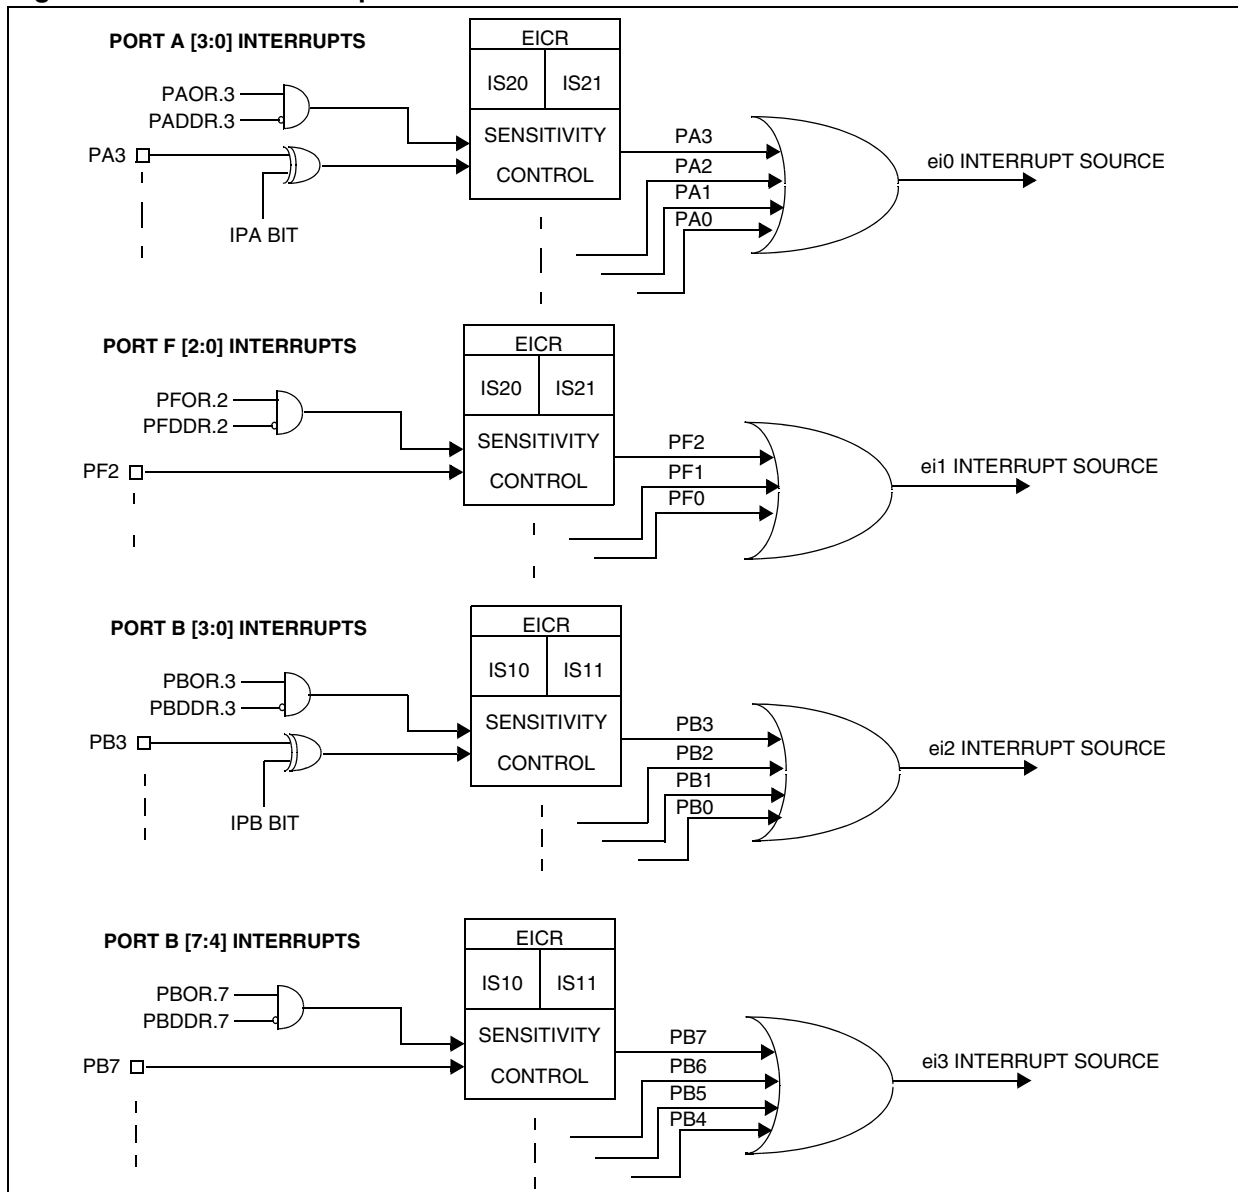 PORT A [3:0] INTERRUPTS
EICR
IS20 IS21
PAOR.3
PADDR.3
SENSITIVITY
CONTROL
PA3
IPA BIT
PA3
PA2
PA1
PA0
ei0 INTERRUPT SOURCE
PORT F [2:0] INTERRUPTS
EICR
IS20 IS21
PFOR.2
PFDDR.2
SENSITIVITY
CONTROL
PF2
PF2
PF1
PF0
ei1 INTERRUPT SOURCE
PORT B [3:0] INTERRUPTS
EICR
IS10 IS11
PBOR.3
PBDDR.3
SENSITIVITY
CONTROL
PB3
IPB BIT
PB3
PB2
PB1
PB0
ei2 INTERRUPT SOURCE
PORT B [7:4] INTERRUPTS
EICR
IS10 IS11
PBOR.7
PBDDR.7
SENSITIVITY
CONTROL
PB7
PB7
PB6
PB5
PB4
ei3 INTERRUPT SOURCE